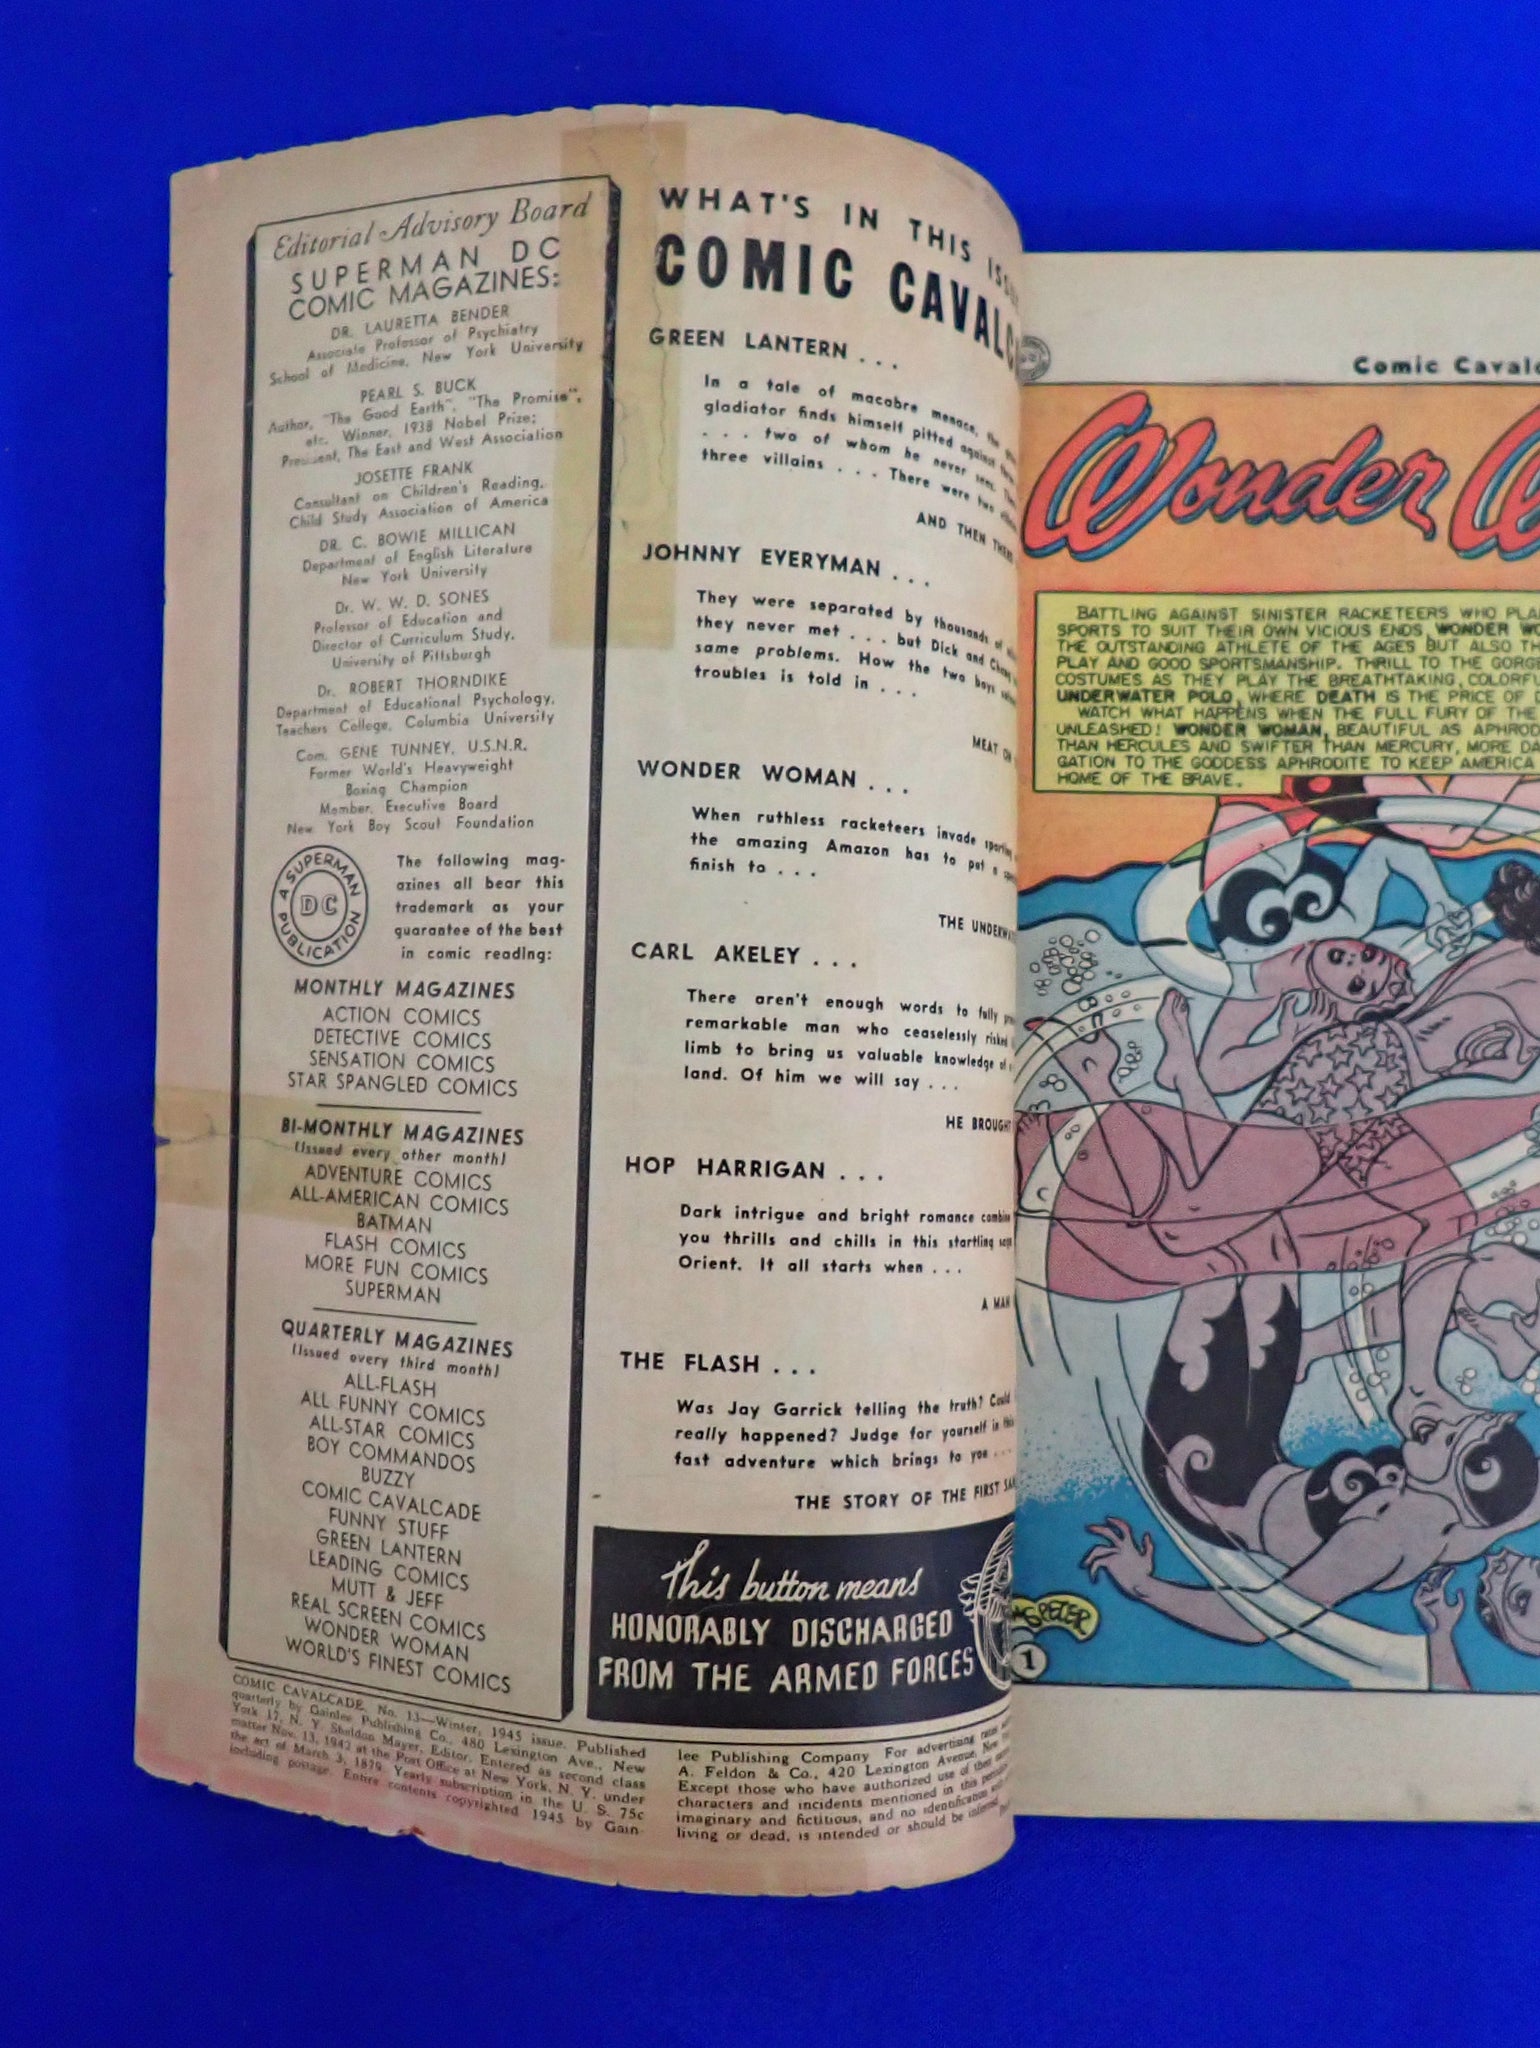 Editorial Advisory Board
SUPERMAN DC
COMIC MAGAZINES:
DR. LAURETTA BENDER
Associate Professor of Psychiatry
School of Medicine, New York University
PEARL S. BUCK
Author, "The Good Earth", "The Promise",
etc. Winner, 1938 Nobel Prize;
President, The East and West Association
JOSETTE FRANK
Consultant on Children's Reading,
Child Study Association of America
DR. C. BOWIE MILLICAN
Department of English Literature
New York University
Dr. W. W. D. SONES
Professor of Education and
Director of Curriculum Study,
University of Pittsburgh
Dr. ROBERT THORNDIKE
Department of Educational Psychology,
Teachers College, Columbia University
Com. GENE TUNNEY, U.S.N.R.
Former World's Heavyweight
Boxing Champion
Member, Executive Board
New York Boy Scout Foundation
A SUPERMAN
DC
PUBLICATION
The following mag-
azines all bear this
trademark as your
guarantee of the best
in comic reading:
MONTHLY MAGAZINES
ACTION COMICS
DETECTIVE COMICS
SENSATION COMICS
STAR SPANGLED COMICS
BI-MONTHLY MAGAZINES
(Issued every other month)
ADVENTURE COMICS
ALL-AMERICAN COMICS
BATMAN
FLASH COMICS
MORE FUN COMICS
SUPERMAN
QUARTERLY MAGAZINES
(Issued every third month)
ALL-FLASH
ALL FUNNY COMICS
ALL-STAR COMICS
BOY COMMANDOS
BUZZY
COMIC CAVALCADE
FUNNY STUFF
GREEN LANTERN
LEADING COMICS
MUTT & JEFF
REAL SCREEN COMICS
WONDER WOMAN
WORLD'S FINEST COMICS
COMIC CAVALCADE, No. 13—Winter, 1945 issue. Published
quarterly by Gainlee Publishing Co., 480 Lexington Ave., New
York 17, N. Y. Sheldon Mayer, Editor. Entered as second class
matter Nov. 13, 1942 at the Post Office at New York, N. Y. under
the act of March 3, 1879. Yearly subscription in the U. S. 75c
including postage. Entire contents copyrighted 1945 by Gain-
WHAT'S IN THIS ISSU
COMIC CAVALC
GREEN LANTERN . . .
In a tale of macabre menace, the
gladiator finds himself pitted against
. . . two of whom he never sees.
three villains . . . There were two
AND THEN THERE
JOHNNY EVERYMAN . . .
They were separated by thousands of
they never met . . . but Dick and Chang
same problems. How the two boys
troubles is told in . . .
MEAT ON
WONDER WOMAN . . .
When ruthless racketeers invade
the amazing Amazon has to put a
finish to . . .
THE UNDERWA
CARL AKELEY . . .
There aren't enough words to fully
remarkable man who ceaselessly risked
limb to bring us valuable knowledge of
land. Of him we will say . . .
HE BROUGHT
HOP HARRIGAN . . .
Dark intrigue and bright romance combine
you thrills and chills in this startling
Orient. It all starts when . . .
A MAN
THE FLASH . . .
Was Jay Garrick telling the truth? Could
really happened? Judge for yourself in this
fast adventure which brings to you . . .
THE STORY OF THE FIRST
This button means
HONORABLY DISCHARGED
FROM THE ARMED FORCES
lee Publishing Company For advertising rates
A. Feldon & Co., 420 Lexington Avenue, New
Except those who have authorized use of their
characters and incidents mentioned in this
imaginary and fictitious, and no identification
living or dead, is intended or should be inferred.
Comic Cavalc
Wonder W
BATTLING AGAINST SINISTER RACKETEERS WHO PLA
SPORTS TO SUIT THEIR OWN VICIOUS ENDS, WONDER WO
THE OUTSTANDING ATHLETE OF THE AGES BUT ALSO TH
PLAY AND GOOD SPORTSMANSHIP. THRILL TO THE GORGE
COSTUMES AS THEY PLAY THE BREATHTAKING, COLORFU
UNDERWATER POLO, WHERE DEATH IS THE PRICE OF
WATCH WHAT HAPPENS WHEN THE FULL FURY OF THE
UNLEASHED! WONDER WOMAN, BEAUTIFUL AS APHROD
THAN HERCULES AND SWIFTER THAN MERCURY, MORE DA
GATION TO THE GODDESS APHRODITE TO KEEP AMERICA
HOME OF THE BRAVE.
PETER
1